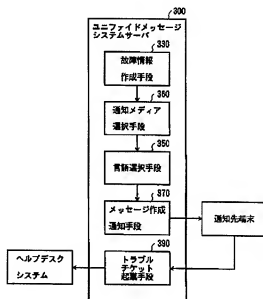 300
ユニファイドメッセージ
システムサーバ
330
故障情報
作成手段
360
通知メディア
選択手段
350
言語選択手段
370
メッセージ作成
通知手段
通知先端末
390
トラブル
チケット
起票手段
ヘルプデスク
システム